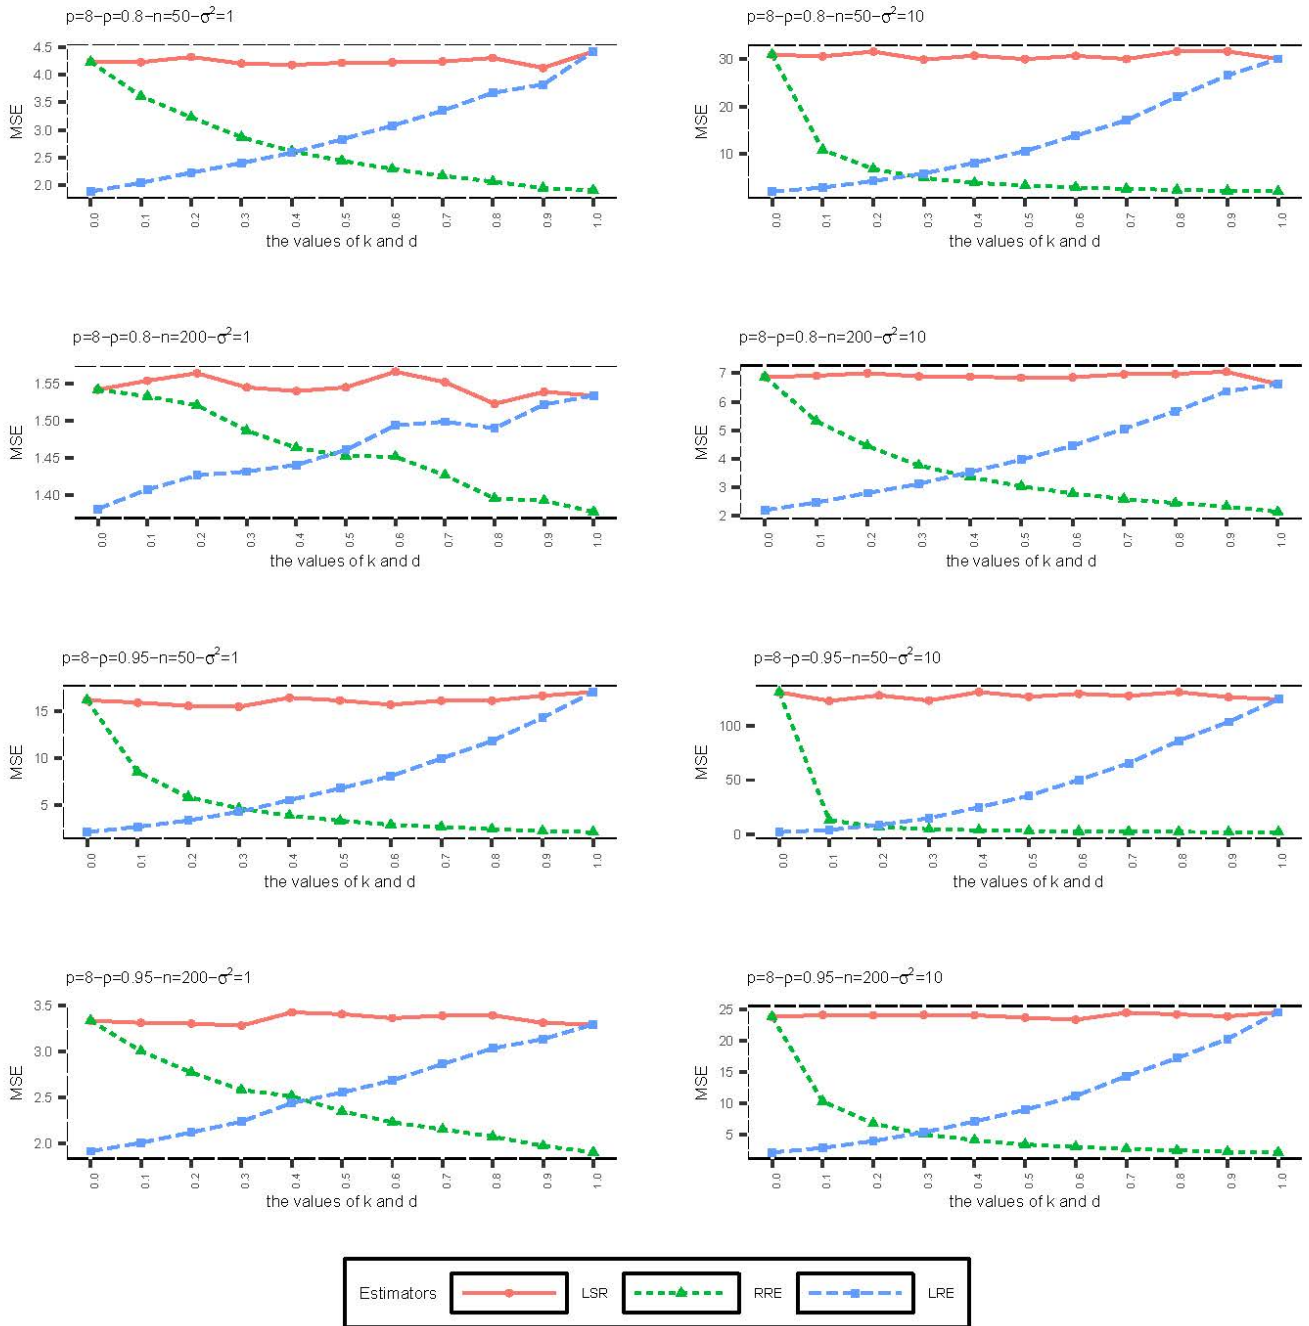 p=8−ρ=0.8−n=50−σ²=1
4.5
4.0
3.5
3.0
2.5
2.0
MSE
0.0 0.1 0.2 0.3 0.4 0.5 0.6 0.7 0.8 0.9 1.0
the values of k and d
p=8−ρ=0.8−n=50−σ²=10
30
20
10
MSE
0.0 0.1 0.2 0.3 0.4 0.5 0.6 0.7 0.8 0.9 1.0
the values of k and d
p=8−ρ=0.8−n=200−σ²=1
1.55
1.50
1.45
1.40
MSE
0.0 0.1 0.2 0.3 0.4 0.5 0.6 0.7 0.8 0.9 1.0
the values of k and d
p=8−ρ=0.8−n=200−σ²=10
7
6
5
4
3
2
MSE
0.0 0.1 0.2 0.3 0.4 0.5 0.6 0.7 0.8 0.9 1.0
the values of k and d
p=8−ρ=0.95−n=50−σ²=1
15
10
5
MSE
0.0 0.1 0.2 0.3 0.4 0.5 0.6 0.7 0.8 0.9 1.0
the values of k and d
p=8−ρ=0.95−n=50−σ²=10
100
50
0
MSE
0.0 0.1 0.2 0.3 0.4 0.5 0.6 0.7 0.8 0.9 1.0
the values of k and d
p=8−ρ=0.95−n=200−σ²=1
3.5
3.0
2.5
2.0
MSE
0.0 0.1 0.2 0.3 0.4 0.5 0.6 0.7 0.8 0.9 1.0
the values of k and d
p=8−ρ=0.95−n=200−σ²=10
25
20
15
10
5
MSE
0.0 0.1 0.2 0.3 0.4 0.5 0.6 0.7 0.8 0.9 1.0
the values of k and d
Estimators LSR RRE LRE